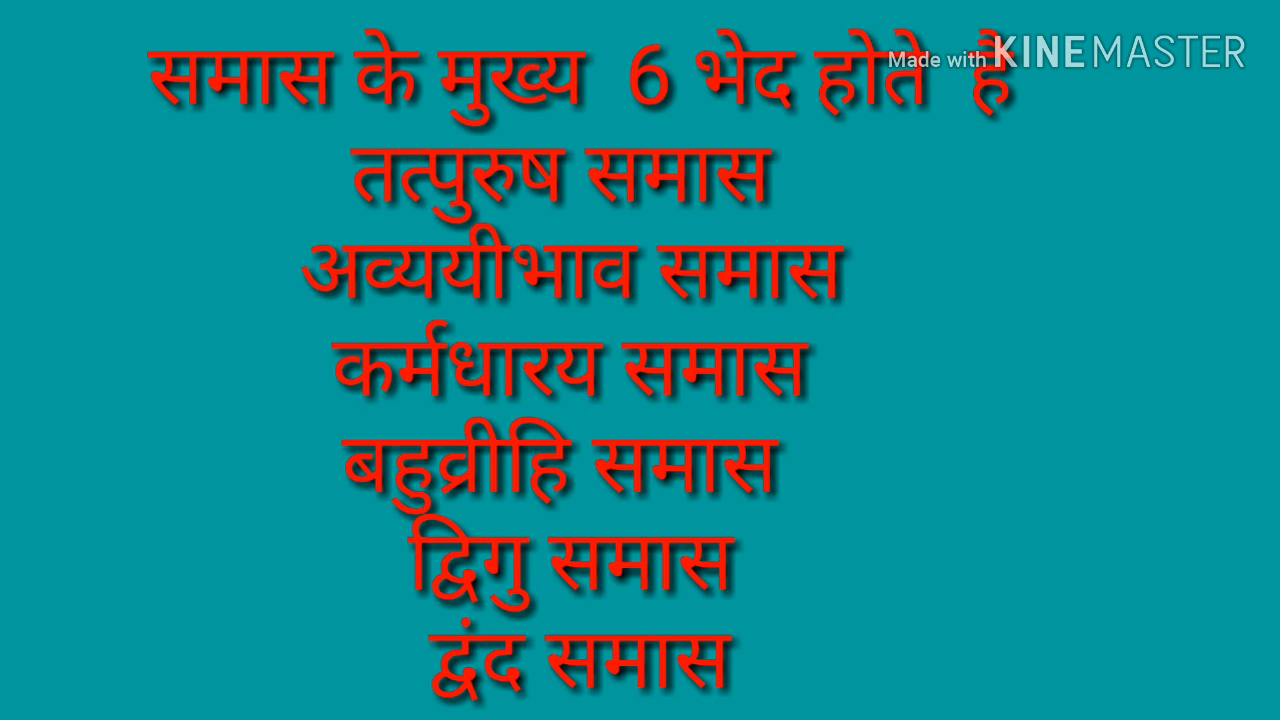 समास के मुख्य 6 भेद होते है
Made with KINEMASTER
तत्पुरुष समास
अव्ययीभाव समास
कर्मधारय समास
बहुव्रीहि समास
द्विगु समास
द्वंद समास